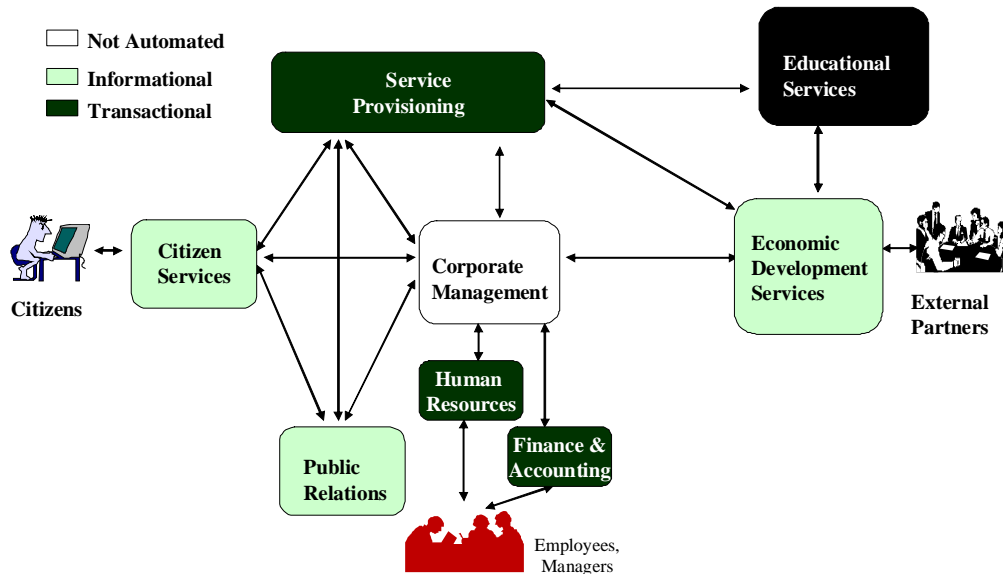 Not Automated
Informational
Transactional
Service
Provisioning
Educational
Services
Citizen
Services
Corporate
Management
Economic
Development
Services
Citizens
External
Partners
Human
Resources
Finance &
Accounting
Public
Relations
Employees,
Managers